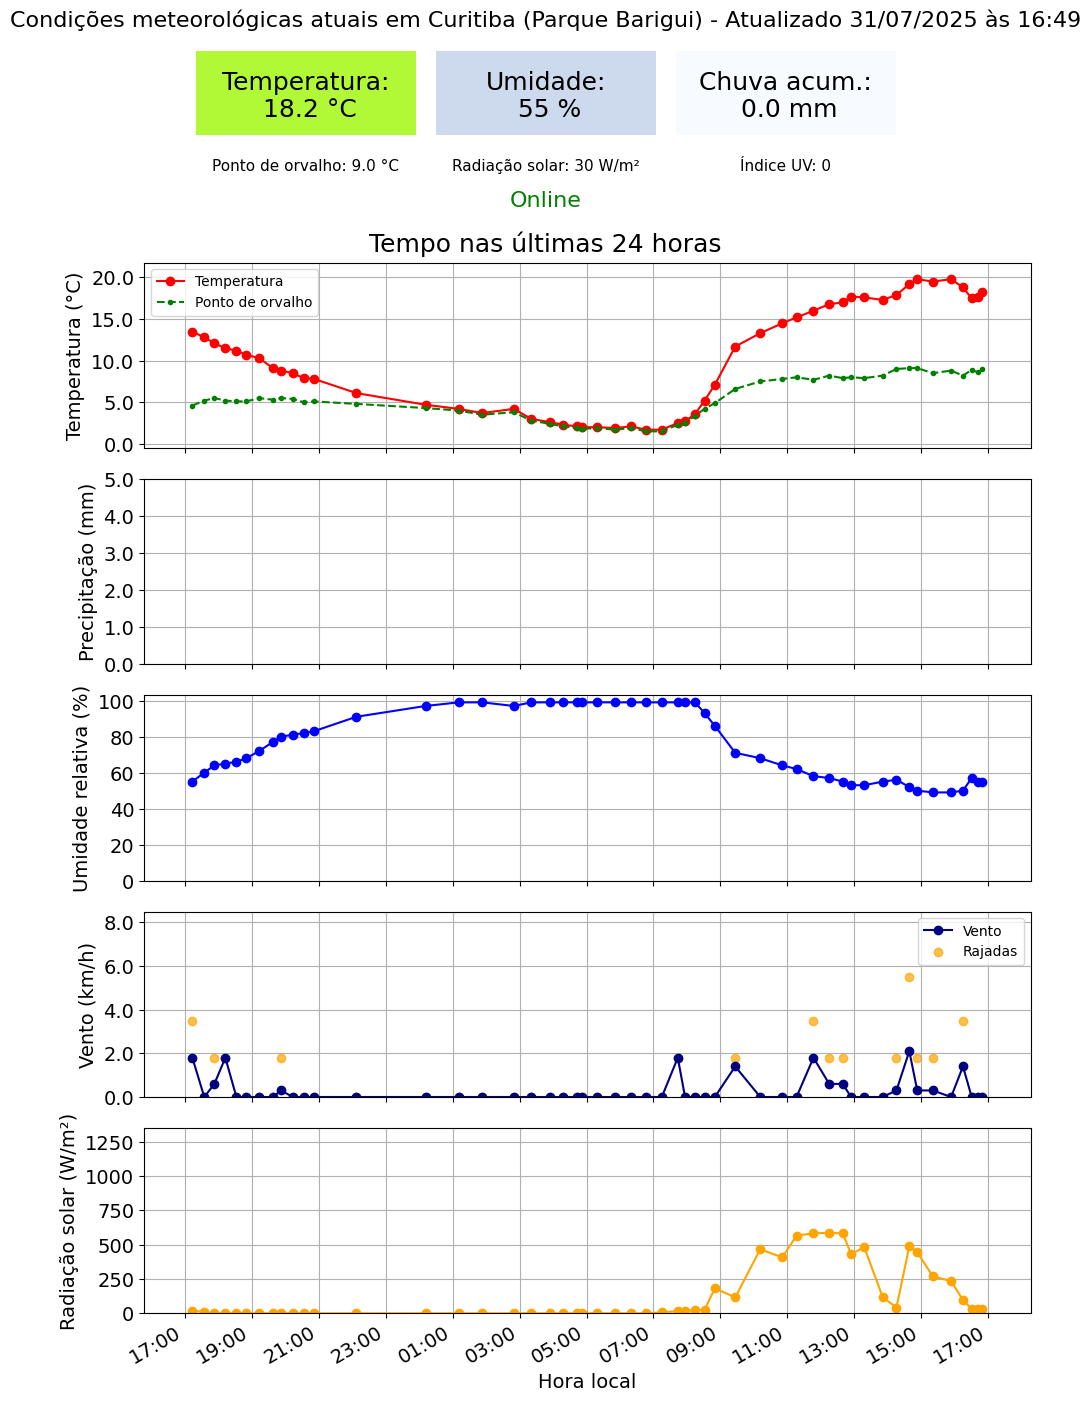 Condições meteorológicas atuais em Curitiba (Parque Barigui) - Atualizado 31/07/2025 às 16:49
Temperatura:
18.2 °C
Umidade:
55 %
Chuva acum.:
0.0 mm
Ponto de orvalho: 9.0 °C
Radiação solar: 30 W/m²
Índice UV: 0
Online
Tempo nas últimas 24 horas
Temperatura (°C)
20.0
15.0
10.0
5.0
0.0
Temperatura
Ponto de orvalho
Precipitação (mm)
5.0
4.0
3.0
2.0
1.0
0.0
Umidade relativa (%)
100
80
60
40
20
0
Vento (km/h)
8.0
6.0
4.0
2.0
0.0
Vento
Rajadas
Radiação solar (W/m²)
1250
1000
750
500
250
0
17:00
19:00
21:00
23:00
01:00
03:00
05:00
07:00
09:00
11:00
13:00
15:00
17:00
Hora local